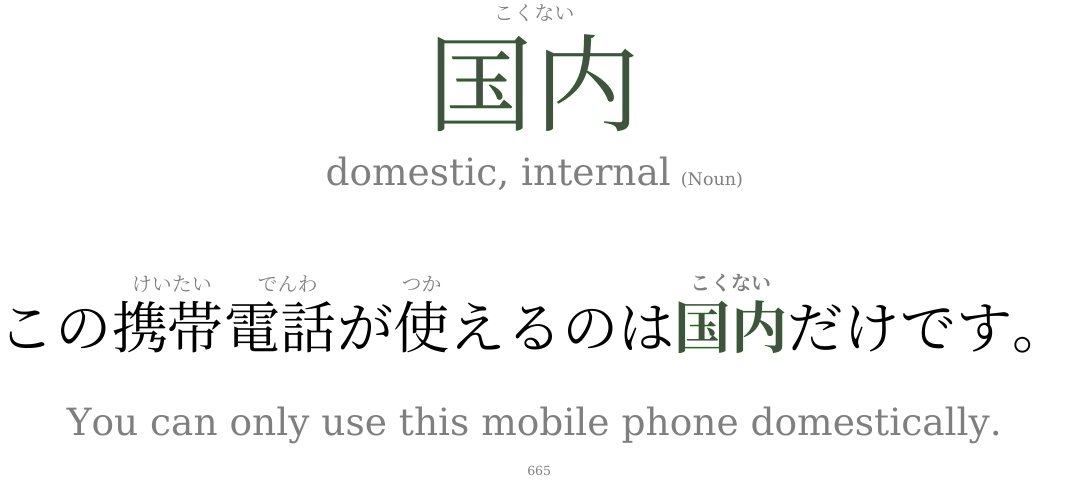 こくない
国内
domestic, internal (Noun)
けいたい でんわ つか こくない
この携帯電話が使えるのは国内だけです。
You can only use this mobile phone domestically.
665